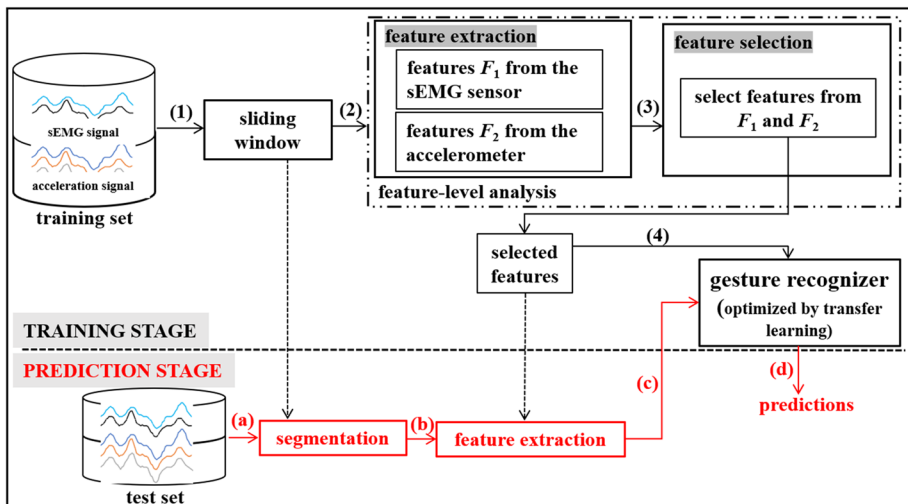 feature extraction
feature selection
features F1 from the
sEMG sensor
(1)
sliding
window
(2)
(3)
select features from
F1 and F2
sEMG signal
features F2 from the
accelerometer
acceleration signal
feature-level analysis
training set
selected
features
(4)
gesture recognizer
(optimized by transfer
learning)
TRAINING STAGE
PREDICTION STAGE
(c)
(d)
predictions
(a)
segmentation
(b)
feature extraction
test set